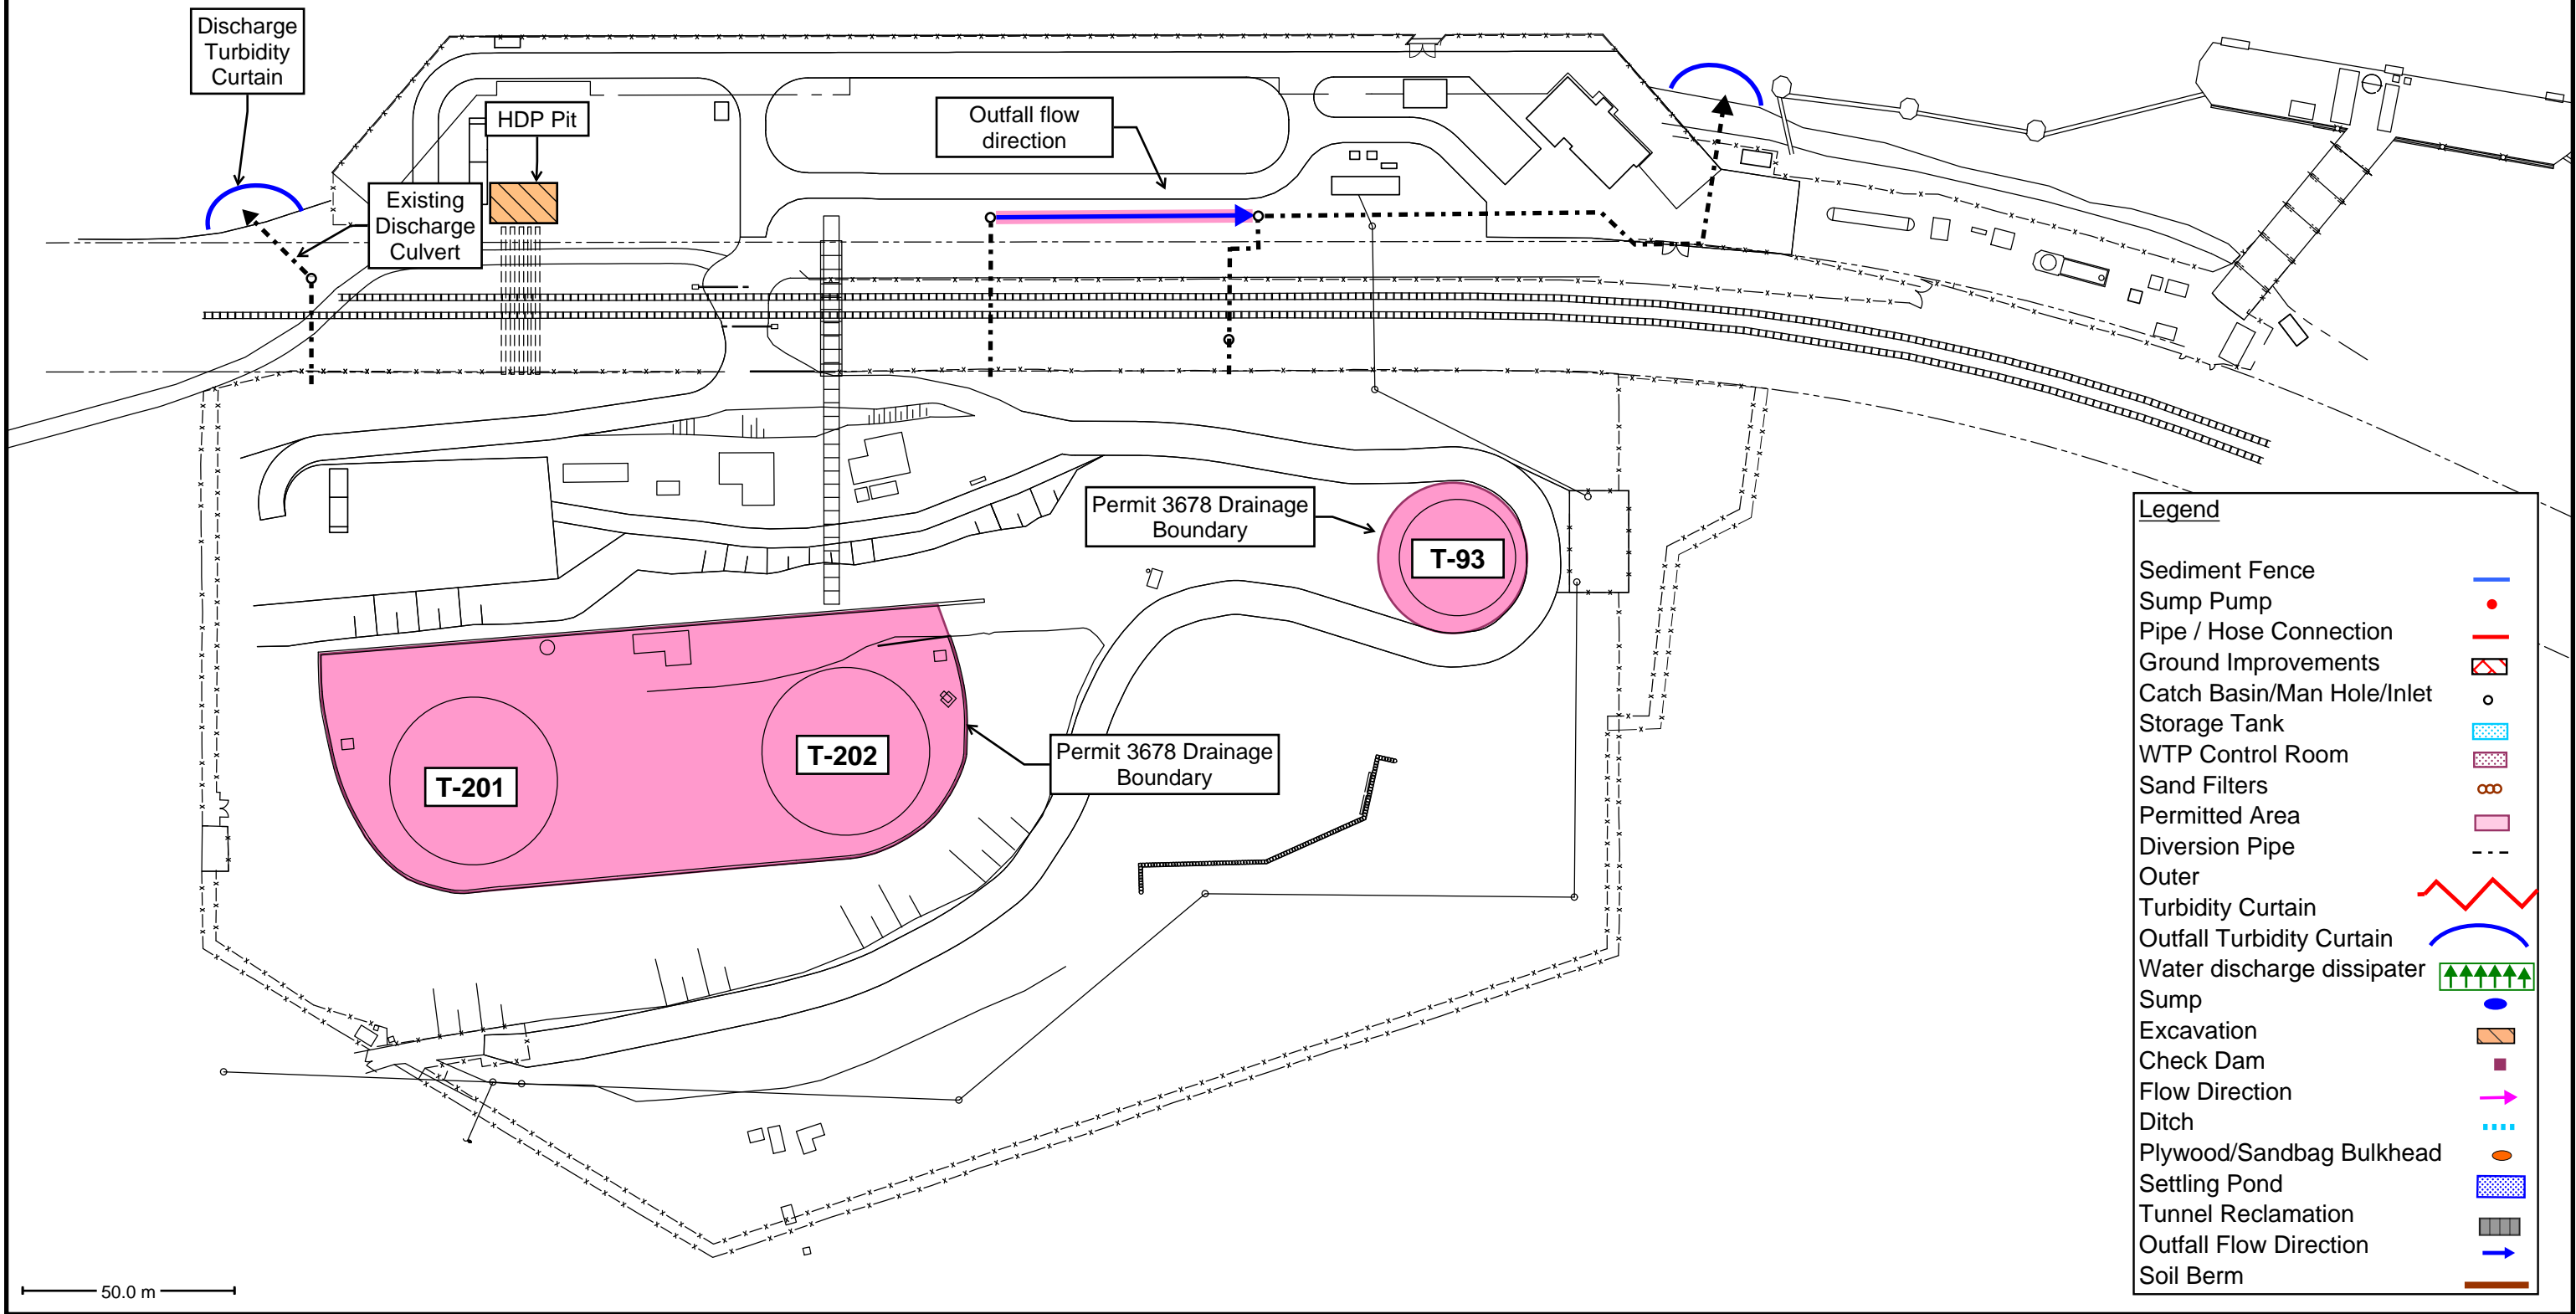 Discharge
Turbidity
Curtain
HDP Pit
Existing
Discharge
Culvert
Outfall flow
direction
Permit 3678 Drainage
Boundary
T-93
T-201
T-202
Permit 3678 Drainage
Boundary
50.0 m
Legend
Sediment Fence
Sump Pump
Pipe / Hose Connection
Ground Improvements
Catch Basin/Man Hole/Inlet
Storage Tank
WTP Control Room
Sand Filters
Permitted Area
Diversion Pipe
Outer
Turbidity Curtain
Outfall Turbidity Curtain
Water discharge dissipater
Sump
Excavation
Check Dam
Flow Direction
Ditch
Plywood/Sandbag Bulkhead
Settling Pond
Tunnel Reclamation
Outfall Flow Direction
Soil Berm